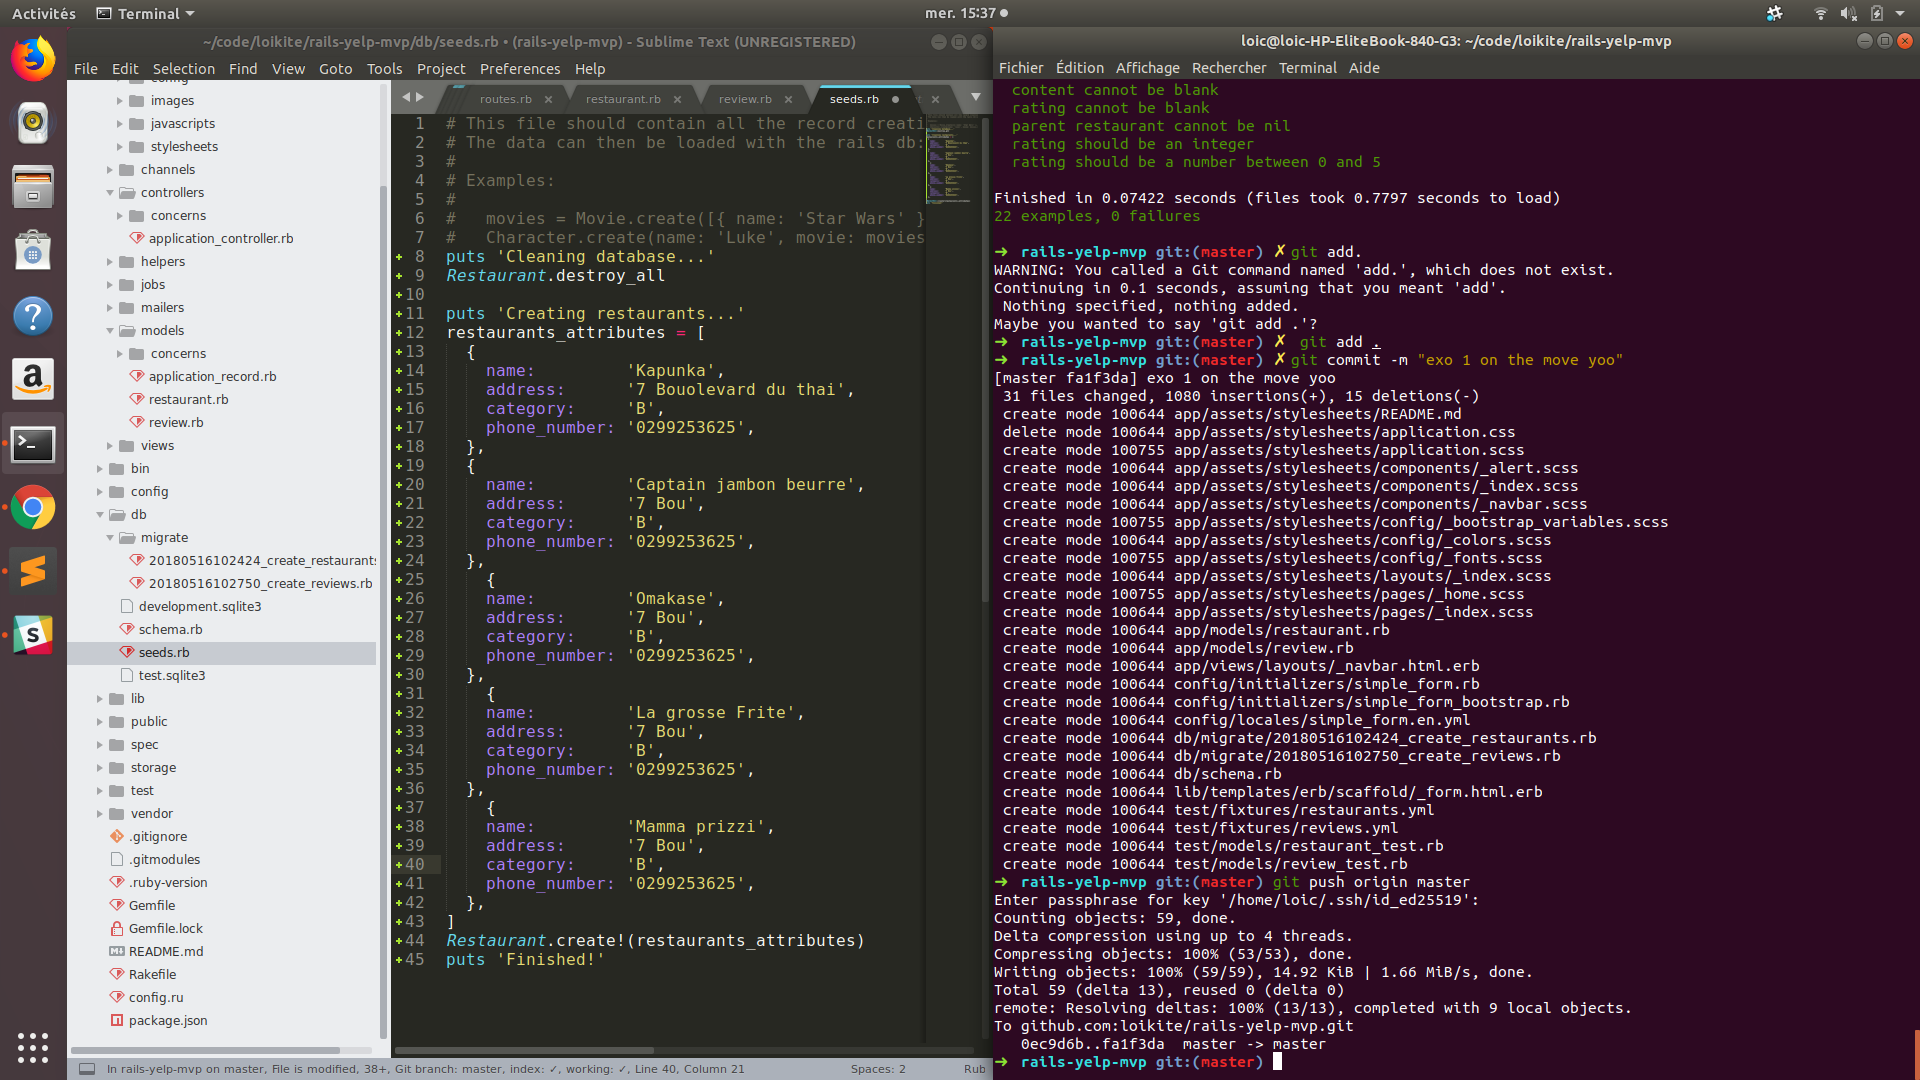 Activités
Terminal
mer. 15:37
~/code/loikite/rails-yelp-mvp/db/seeds.rb • (rails-yelp-mvp) - Sublime Text (UNREGISTERED)
File Edit Selection Find View Goto Tools Project Preferences Help
images
javascripts
stylesheets
channels
controllers
concerns
application_controller.rb
helpers
jobs
mailers
models
concerns
application_record.rb
restaurant.rb
review.rb
views
bin
config
db
migrate
20180516102424_create_restaurants
20180516102750_create_reviews.rb
development.sqlite3
schema.rb
seeds.rb
test.sqlite3
lib
public
spec
storage
test
vendor
.gitignore
.gitmodules
.ruby-version
Gemfile
Gemfile.lock
README.md
Rakefile
config.ru
package.json
routes.rb × restaurant.rb × review.rb × seeds.rb ● ×
1 # This file should contain all the record creati
2 # The data can then be loaded with the rails db:
3 #
4 # Examples:
5 #
6 #   movies = Movie.create([{ name: 'Star Wars' }
7 #   Character.create(name: 'Luke', movie: movies
8 puts 'Cleaning database...'
9 Restaurant.destroy_all
10
11 puts 'Creating restaurants...'
12 restaurants_attributes = [
13   {
14     name:         'Kapunka',
15     address:      '7 Bouolevard du thai',
16     category:     'B',
17     phone_number: '0299253625',
18   },
19   {
20     name:         'Captain jambon beurre',
21     address:      '7 Bou',
22     category:     'B',
23     phone_number: '0299253625',
24   },
25     {
26     name:         'Omakase',
27     address:      '7 Bou',
28     category:     'B',
29     phone_number: '0299253625',
30   },
31     {
32     name:         'La grosse Frite',
33     address:      '7 Bou',
34     category:     'B',
35     phone_number: '0299253625',
36   },
37     {
38     name:         'Mamma prizzi',
39     address:      '7 Bou',
40     category:     'B',
41     phone_number: '0299253625',
42   },
43 ]
44 Restaurant.create!(restaurants_attributes)
45 puts 'Finished!'
In rails-yelp-mvp on master, File is modified, 38+, Git branch: master, index: ✓, working: ✓, Line 40, Column 21 Spaces: 2 Rub
loic@loic-HP-EliteBook-840-G3: ~/code/loikite/rails-yelp-mvp
Fichier Édition Affichage Rechercher Terminal Aide
content cannot be blank
rating cannot be blank
parent restaurant cannot be nil
rating should be an integer
rating should be a number between 0 and 5
Finished in 0.07422 seconds (files took 0.7797 seconds to load)
22 examples, 0 failures
➜ rails-yelp-mvp git:(master) ✗ git add.
WARNING: You called a Git command named 'add.', which does not exist.
Continuing in 0.1 seconds, assuming that you meant 'add'.
Nothing specified, nothing added.
Maybe you wanted to say 'git add .'?
➜ rails-yelp-mvp git:(master) ✗ git add .
➜ rails-yelp-mvp git:(master) ✗ git commit -m "exo 1 on the move yoo"
[master fa1f3da] exo 1 on the move yoo
31 files changed, 1080 insertions(+), 15 deletions(-)
create mode 100644 app/assets/stylesheets/README.md
delete mode 100644 app/assets/stylesheets/application.css
create mode 100755 app/assets/stylesheets/application.scss
create mode 100644 app/assets/stylesheets/components/_alert.scss
create mode 100644 app/assets/stylesheets/components/_index.scss
create mode 100644 app/assets/stylesheets/components/_navbar.scss
create mode 100755 app/assets/stylesheets/config/_bootstrap_variables.scss
create mode 100644 app/assets/stylesheets/config/_colors.scss
create mode 100755 app/assets/stylesheets/config/_fonts.scss
create mode 100644 app/assets/stylesheets/layouts/_index.scss
create mode 100755 app/assets/stylesheets/pages/_home.scss
create mode 100644 app/assets/stylesheets/pages/_index.scss
create mode 100644 app/models/restaurant.rb
create mode 100644 app/models/review.rb
create mode 100644 app/views/layouts/_navbar.html.erb
create mode 100644 config/initializers/simple_form.rb
create mode 100644 config/initializers/simple_form_bootstrap.rb
create mode 100644 config/locales/simple_form.en.yml
create mode 100644 db/migrate/20180516102424_create_restaurants.rb
create mode 100644 db/migrate/20180516102750_create_reviews.rb
create mode 100644 db/schema.rb
create mode 100644 lib/templates/erb/scaffold/_form.html.erb
create mode 100644 test/fixtures/restaurants.yml
create mode 100644 test/fixtures/reviews.yml
create mode 100644 test/models/restaurant_test.rb
create mode 100644 test/models/review_test.rb
➜ rails-yelp-mvp git:(master) git push origin master
Enter passphrase for key '/home/loic/.ssh/id_ed25519':
Counting objects: 59, done.
Delta compression using up to 4 threads.
Compressing objects: 100% (53/53), done.
Writing objects: 100% (59/59), 14.92 KiB | 1.66 MiB/s, done.
Total 59 (delta 13), reused 0 (delta 0)
remote: Resolving deltas: 100% (13/13), completed with 9 local objects.
To github.com:loikite/rails-yelp-mvp.git
0ec9d6b..fa1f3da master -> master
➜ rails-yelp-mvp git:(master)